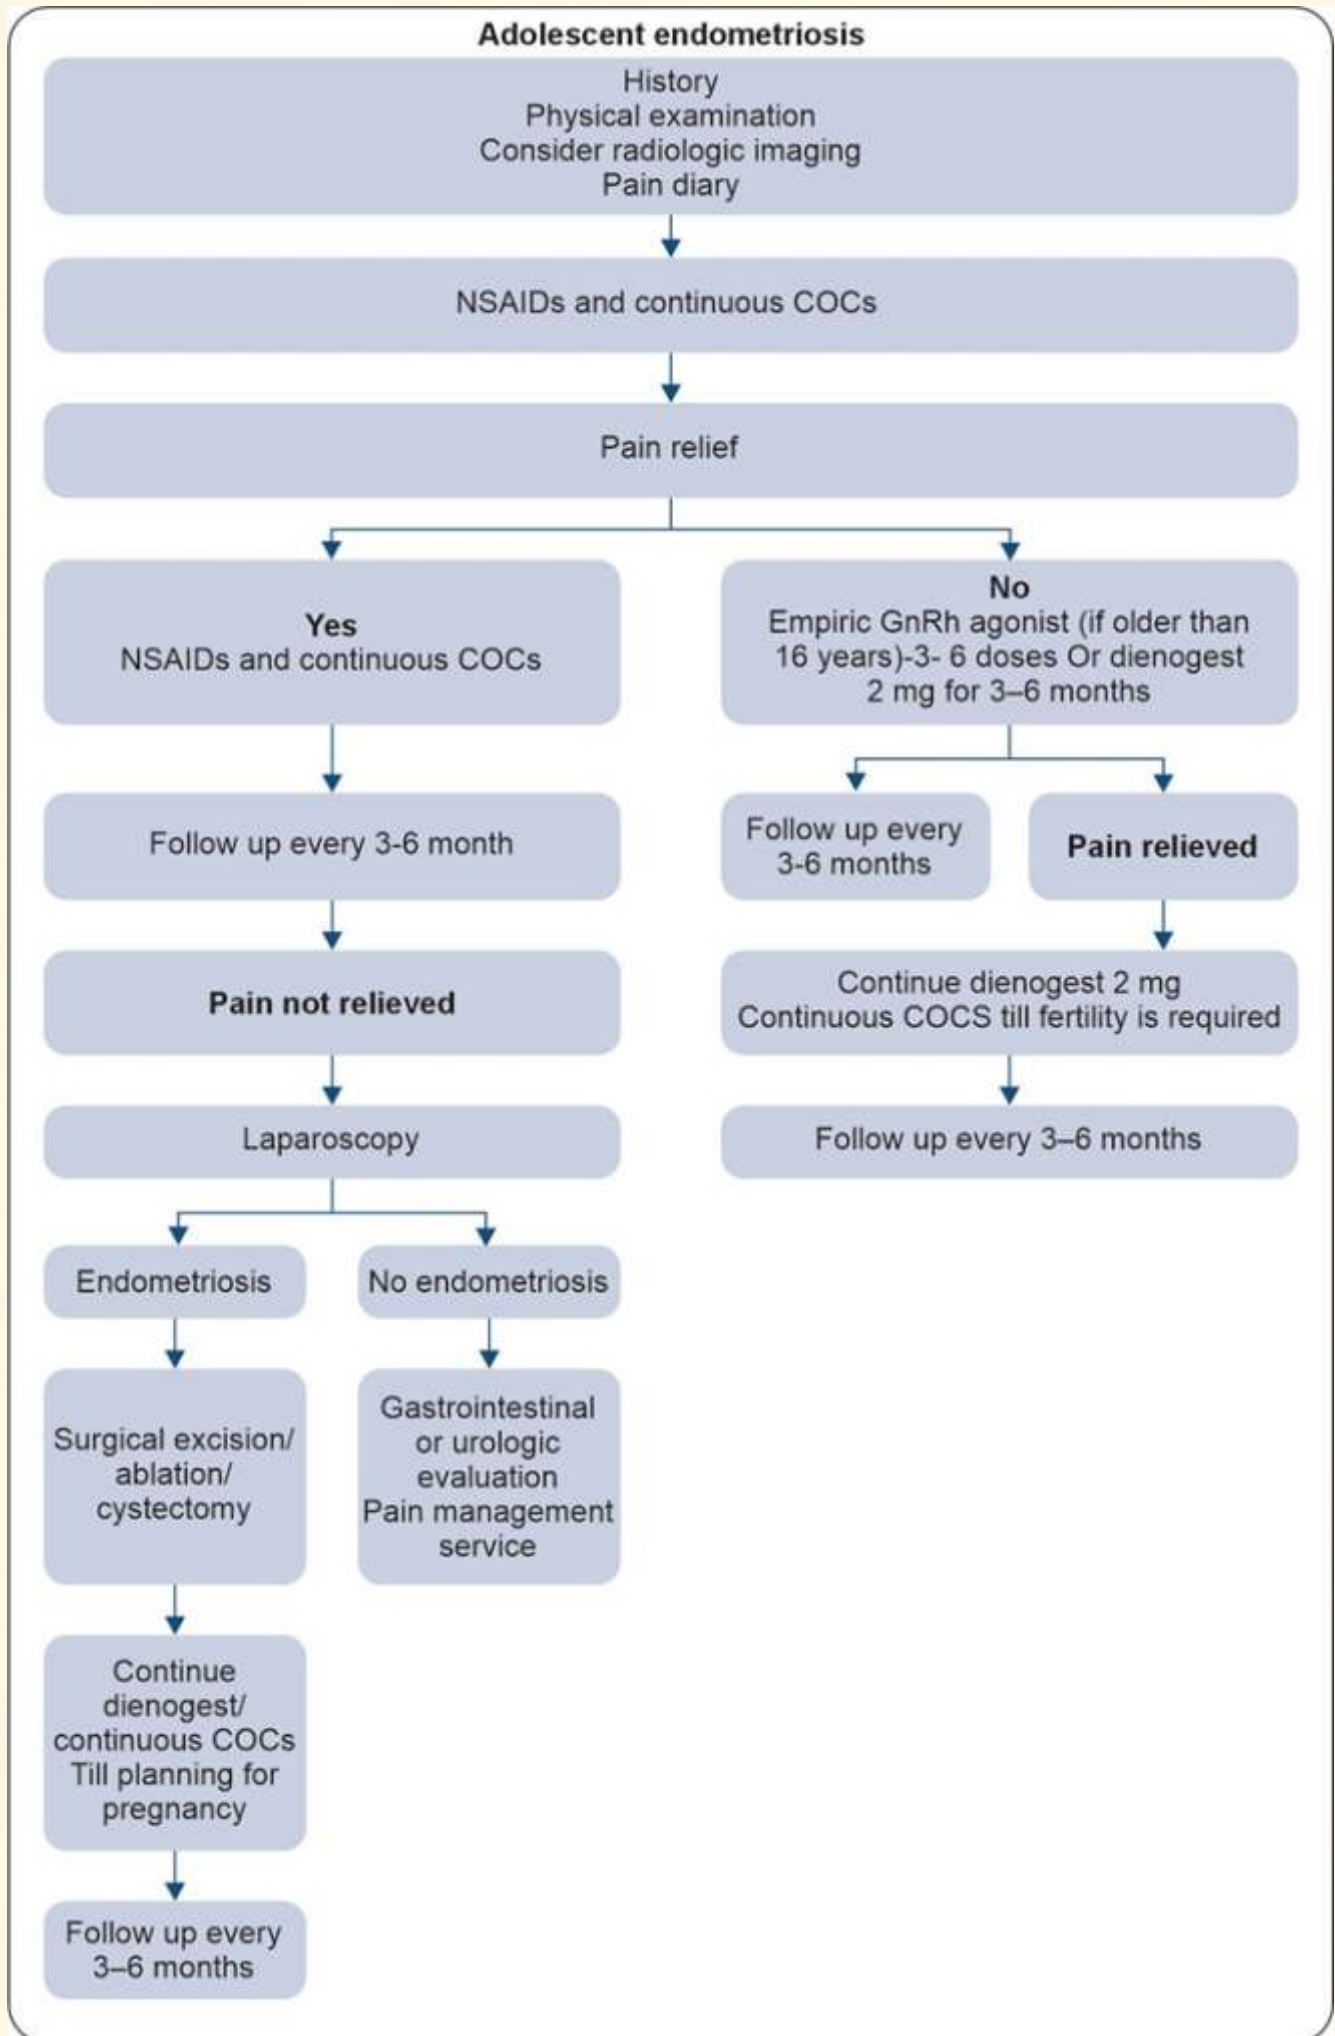 Adolescent endometriosis
History
Physical examination
Consider radiologic imaging
Pain diary
NSAIDs and continuous COCs
Pain relief
Yes
NSAIDs and continuous COCs
No
Empiric GnRh agonist (if older than
16 years)-3- 6 doses Or dienogest
2 mg for 3–6 months
Follow up every 3-6 month
Follow up every
3-6 months
Pain relieved
Pain not relieved
Continue dienogest 2 mg
Continuous COCS till fertility is required
Laparoscopy
Follow up every 3–6 months
Endometriosis
No endometriosis
Surgical excision/
ablation/
cystectomy
Gastrointestinal
or urologic
evaluation
Pain management
service
Continue
dienogest/
continuous COCs
Till planning for
pregnancy
Follow up every
3–6 months